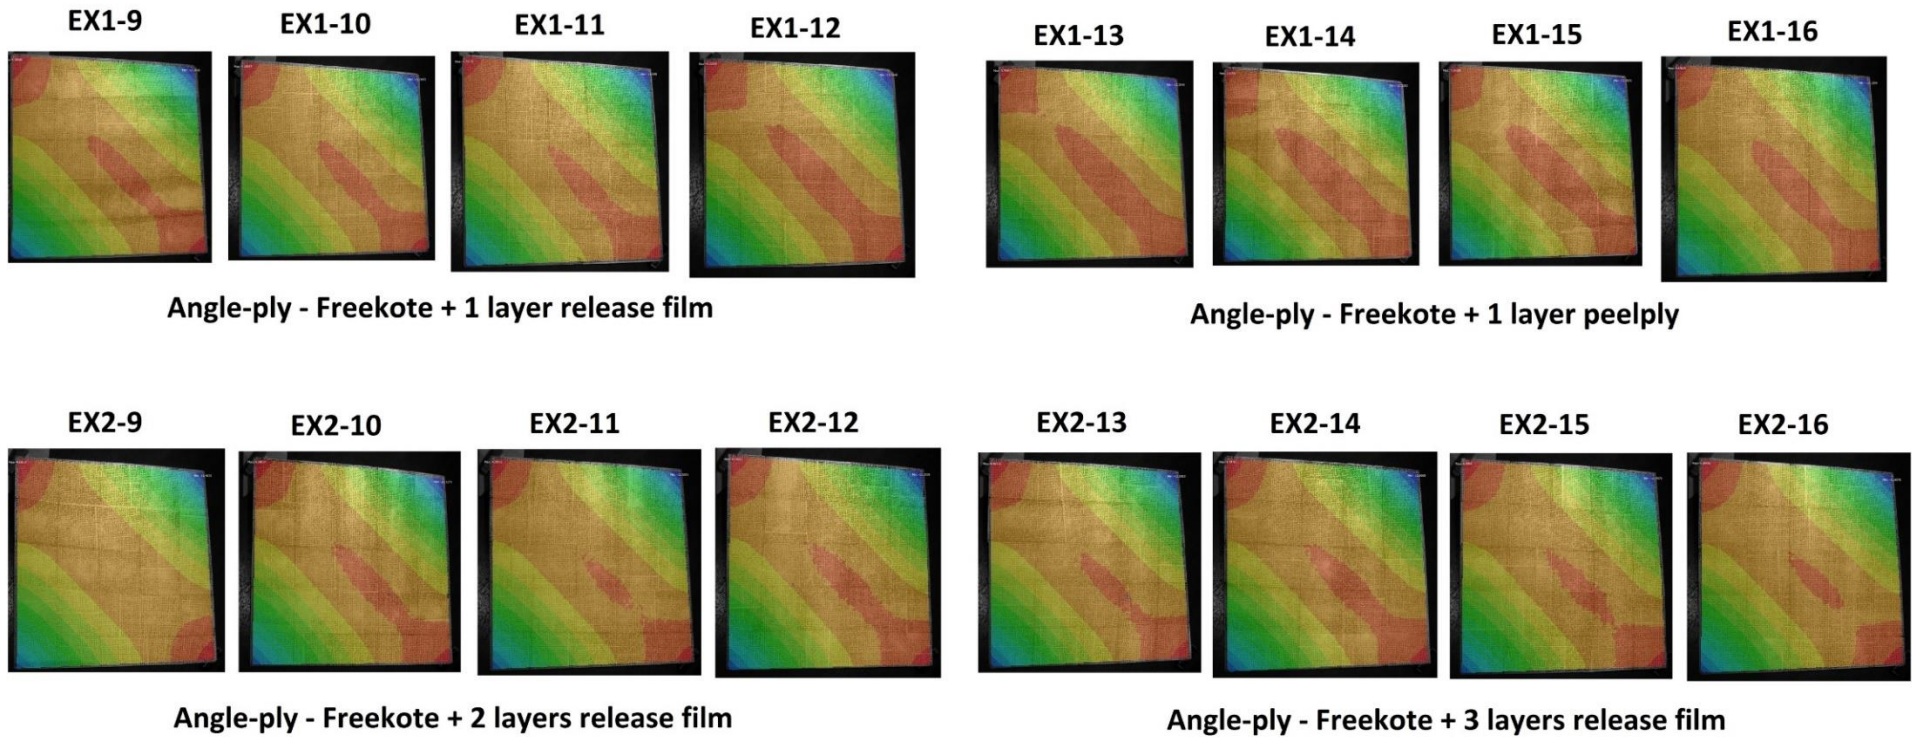 EX1-9
EX1-10
EX1-11
EX1-12
EX1-13
EX1-14
EX1-15
EX1-16
Angle-ply - Freekote + 1 layer release film
Angle-ply - Freekote + 1 layer peelply
EX2-9
EX2-10
EX2-11
EX2-12
EX2-13
EX2-14
EX2-15
EX2-16
Angle-ply - Freekote + 2 layers release film
Angle-ply - Freekote + 3 layers release film